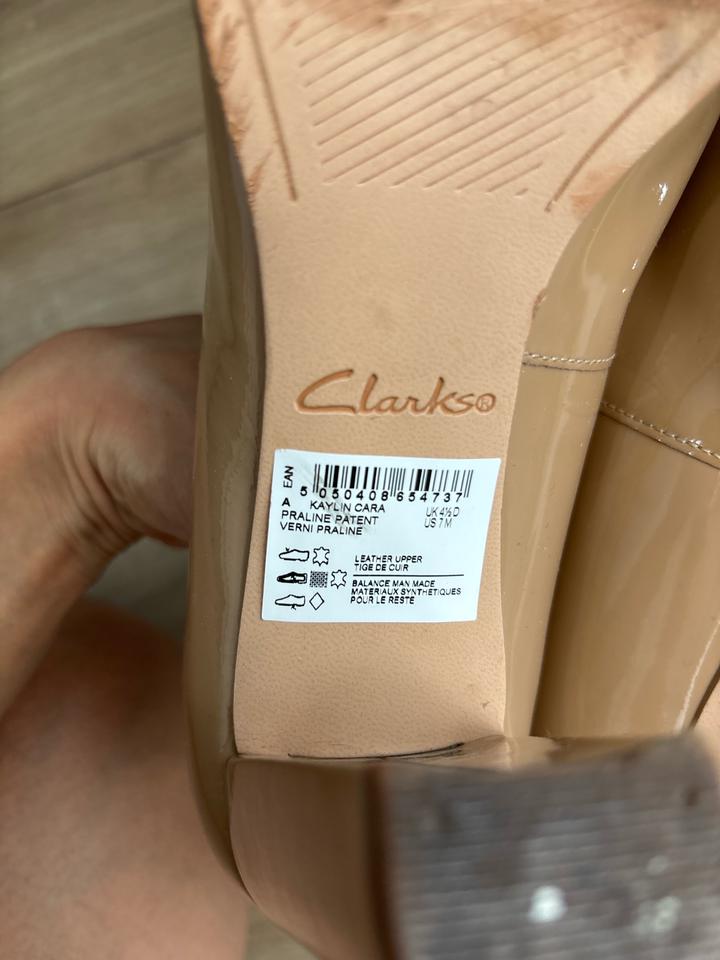 Clarks®
EAN
5 050408 654737
A KAYLIN CARA UK 4½ D
PRALINE PATENT US 7 M
VERNI PRALINE
LEATHER UPPER
TIGE DE CUIR
BALANCE MAN MADE
MATERIAUX SYNTHETIQUES
POUR LE RESTE